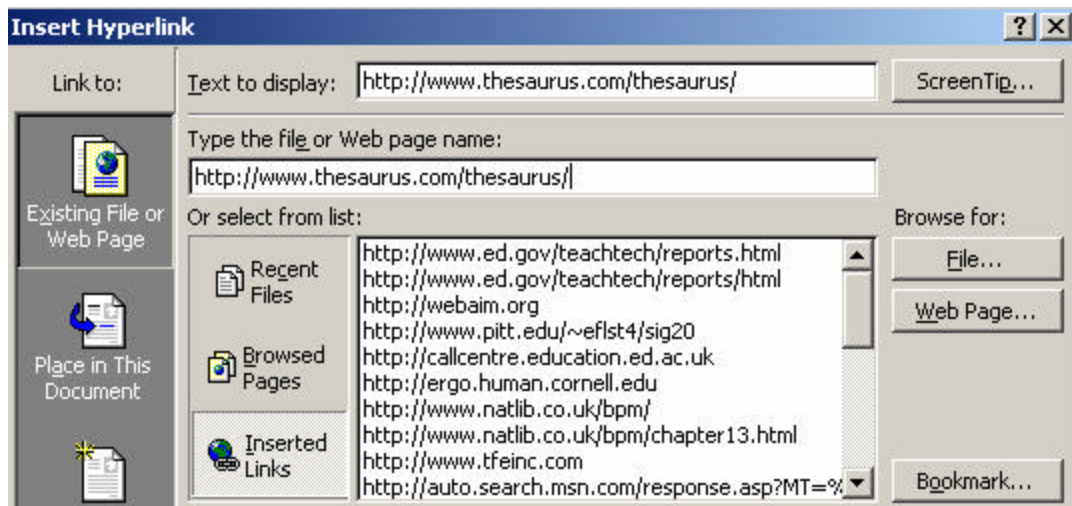 Insert Hyperlink
Link to:
Text to display:
http://www.thesaurus.com/thesaurus/
ScreenTip...
Type the file or Web page name:
http://www.thesaurus.com/thesaurus/
Existing File or
Web Page
Or select from list:
Browse for:
Recent
Files
Browsed
Pages
Inserted
Links
http://www.ed.gov/teachtech/reports.html
http://www.ed.gov/teachtech/reports/html
http://webaim.org
http://www.pitt.edu/~eflst4/sig20
http://callcentre.education.ed.ac.uk
http://ergo.human.cornell.edu
http://www.natlib.co.uk/bpm/
http://www.natlib.co.uk/bpm/chapter13.html
http://www.tfeinc.com
http://auto.search.msn.com/response.asp?MT=%
File...
Web Page...
Place in This
Document
Bookmark...